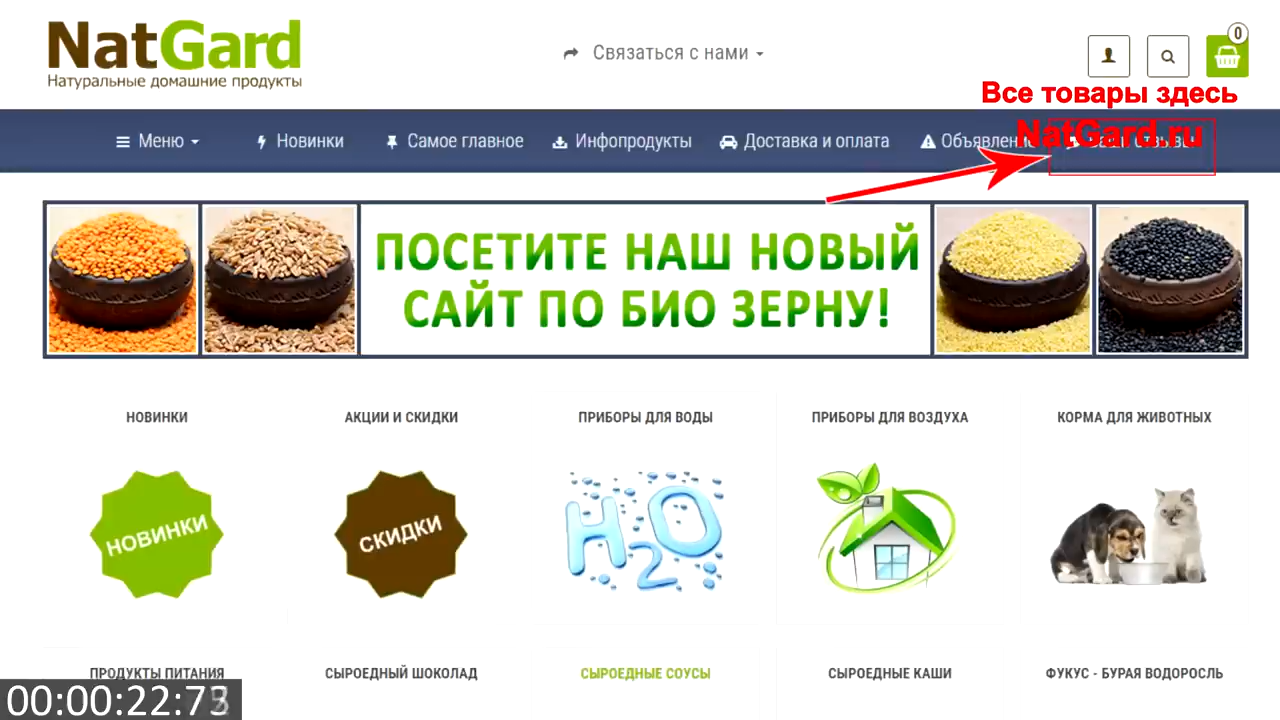 NatGard
Натуральные домашние продукты
Связаться с нами
0
Все товары здесь
NatGard.ru
Меню
Новинки
Самое главное
Инфопродукты
Доставка и оплата
ПОСЕТИТЕ НАШ НОВЫЙ
САЙТ ПО БИО ЗЕРНУ!
НОВИНКИ
АКЦИИ И СКИДКИ
ПРИБОРЫ ДЛЯ ВОДЫ
ПРИБОРЫ ДЛЯ ВОЗДУХА
КОРМА ДЛЯ ЖИВОТНЫХ
НОВИНКИ
СКИДКИ
H2O
ПРОДУКТЫ ПИТАНИЯ
СЫРОЕДНЫЙ ШОКОЛАД
СЫРОЕДНЫЕ СОУСЫ
СЫРОЕДНЫЕ КАШИ
ФУКУС - БУРАЯ ВОДОРОСЛЬ
00:00:22:73